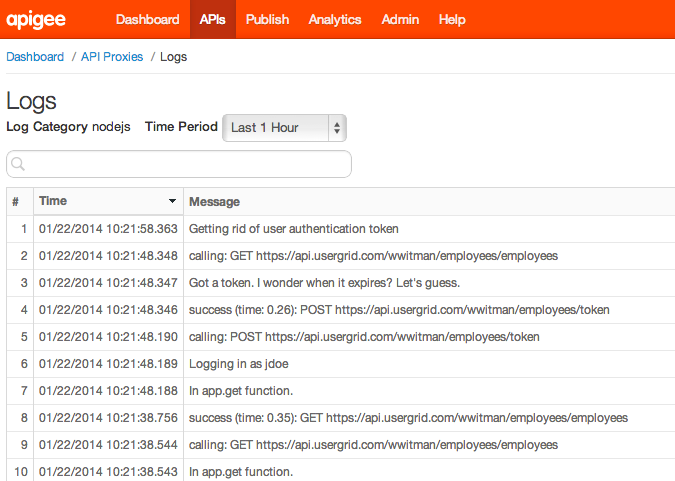 apigee Dashboard APIs Publish Analytics Admin Help
Dashboard / API Proxies / Logs
Logs
Log Category nodejs Time Period Last 1 Hour
# Time Message
1 01/22/2014 10:21:58.363 Getting rid of user authentication token
2 01/22/2014 10:21:48.348 calling: GET https://api.usergrid.com/wwitman/employees/employees
3 01/22/2014 10:21:48.347 Got a token. I wonder when it expires? Let's guess.
4 01/22/2014 10:21:48.346 success (time: 0.26): POST https://api.usergrid.com/wwitman/employees/token
5 01/22/2014 10:21:48.190 calling: POST https://api.usergrid.com/wwitman/employees/token
6 01/22/2014 10:21:48.189 Logging in as jdoe
7 01/22/2014 10:21:48.188 In app.get function.
8 01/22/2014 10:21:38.756 success (time: 0.35): GET https://api.usergrid.com/wwitman/employees/employees
9 01/22/2014 10:21:38.544 calling: GET https://api.usergrid.com/wwitman/employees/employees
10 01/22/2014 10:21:38.543 In app.get function.